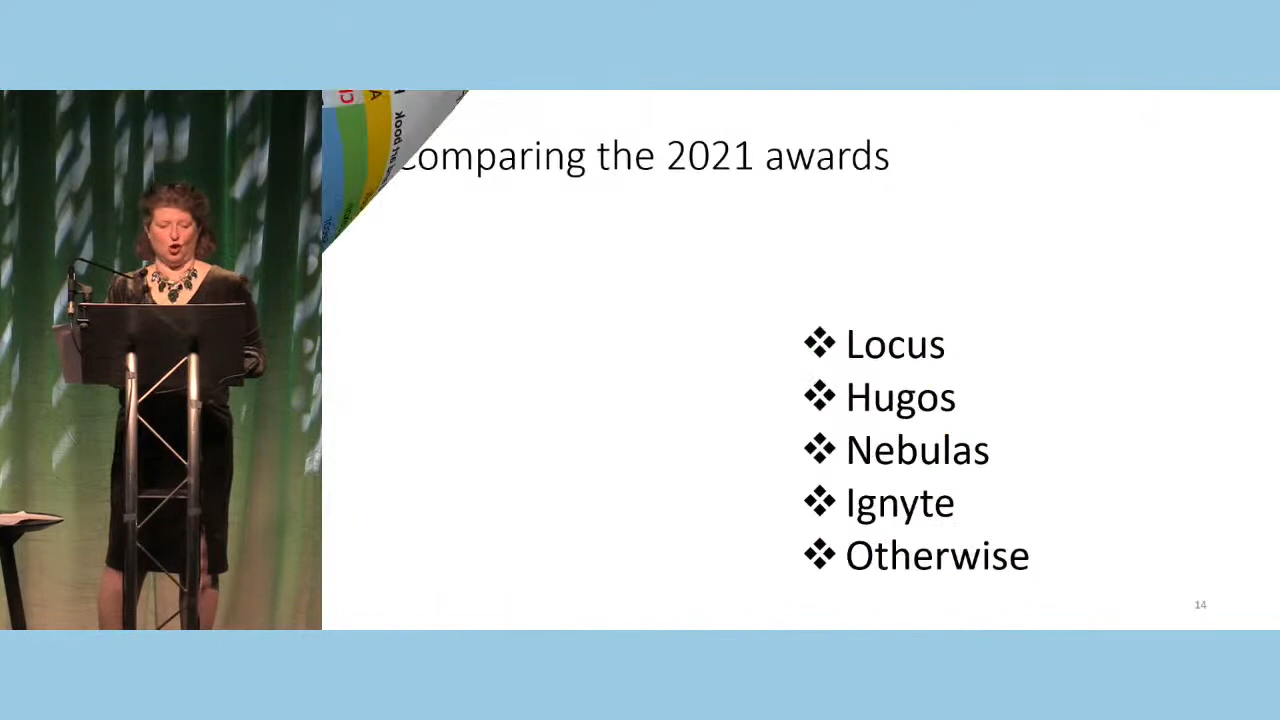 Comparing the 2021 awards
❖ Locus
❖ Hugos
❖ Nebulas
❖ Ignyte
❖ Otherwise
14